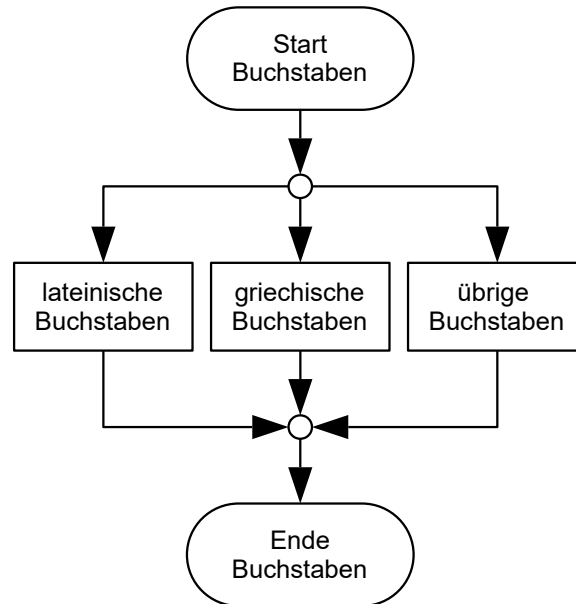 Start
Buchstaben
lateinische
Buchstaben
griechische
Buchstaben
übrige
Buchstaben
Ende
Buchstaben